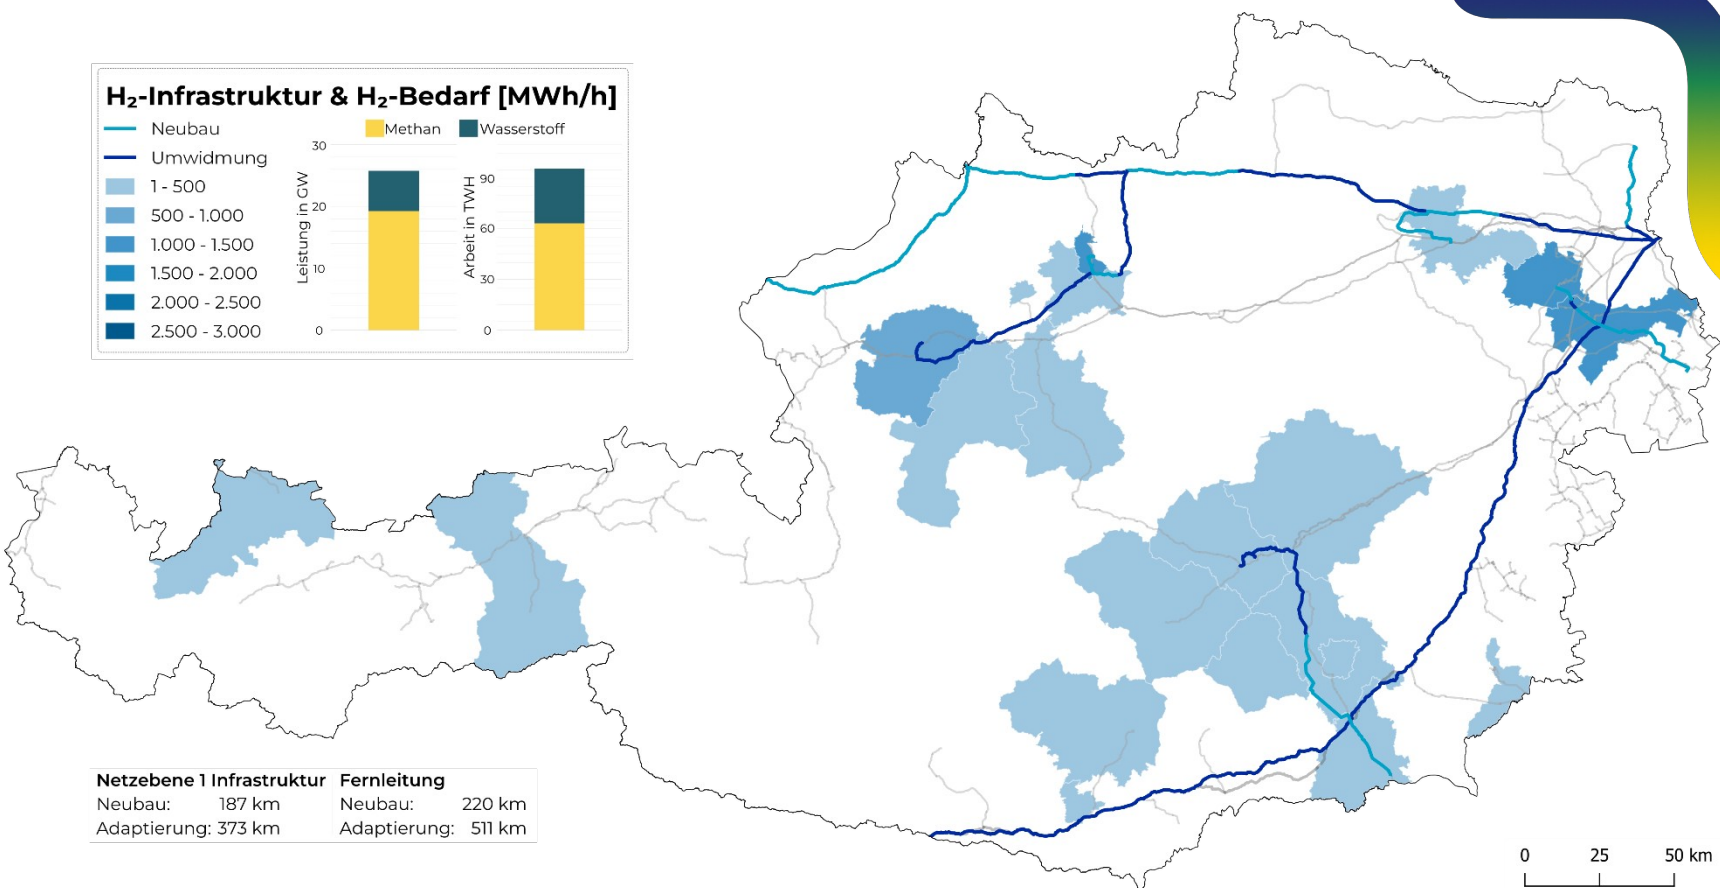 H₂-Infrastruktur & H₂-Bedarf [MWh/h]
Neubau
Umwidmung
1 - 500
500 - 1.000
1.000 - 1.500
1.500 - 2.000
2.000 - 2.500
2.500 - 3.000
Methan Wasserstoff
Leistung in GW
30
20
10
0
Arbeit in TWH
90
60
30
0
Netzebene 1 Infrastruktur Fernleitung
Neubau: 187 km Neubau: 220 km
Adaptierung: 373 km Adaptierung: 511 km
0 25 50 km